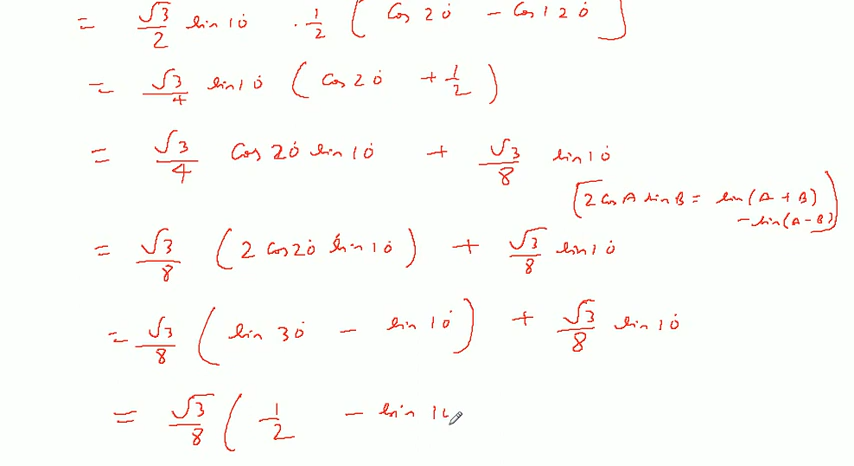 = √3/2 sin 10° · 1/2 [ Cos 20° − Cos 120° ]
= √3/4 sin 10° ( Cos 20° + 1/2 )
= √3/4 Cos 20° sin 10° + √3/8 sin 10°
[ 2 Cos A sin B = sin (A + B)
− sin (A − B) ]
= √3/8 ( 2 Cos 20° sin 10° ) + √3/8 sin 10°
= √3/8 ( sin 30° − sin 10° ) + √3/8 sin 10°
= √3/8 ( 1/2 − sin 10